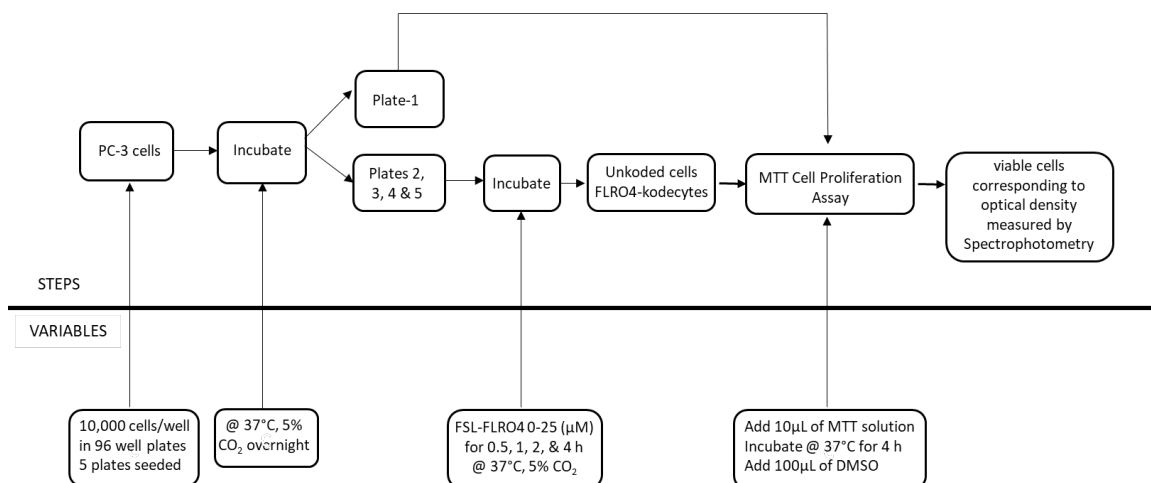 Plate-1
PC-3 cells
Incubate
Plates 2,
3, 4 & 5
Incubate
Unkoded cells
FLRO4-kodecytes
MTT Cell Proliferation
Assay
viable cells
corresponding to
optical density
measured by
Spectrophotometry
STEPS
VARIABLES
10,000 cells/well
in 96 well plates
5 plates seeded
@ 37°C, 5%
CO₂ overnight
FSL-FLRO4 0-25 (μM)
for 0.5, 1, 2, & 4 h
@ 37°C, 5% CO₂
Add 10μL of MTT solution
Incubate @ 37°C for 4 h
Add 100μL of DMSO